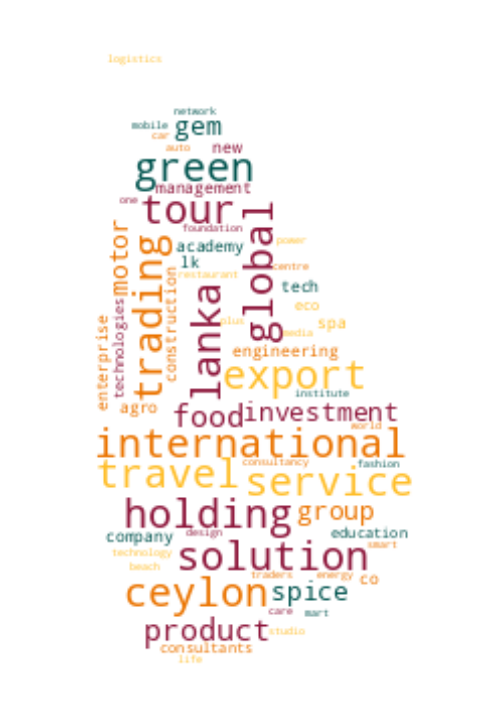 logistics
network
mobile
gem
car
auto
new
green
management
one
tour
foundation
motor
trading
global
academy
power
lk
centre
restaurant
construction
tech
technologies
lanka
eco
enterprise
plus
spa
media
engineering
export
institute
agro
food
investment
world
international
consultancy
fashion
travel
service
holding
group
company
design
education
solution
smart
technology
beach
traders
energy
co
ceylon
spice
care
mart
product
studio
consultants
life